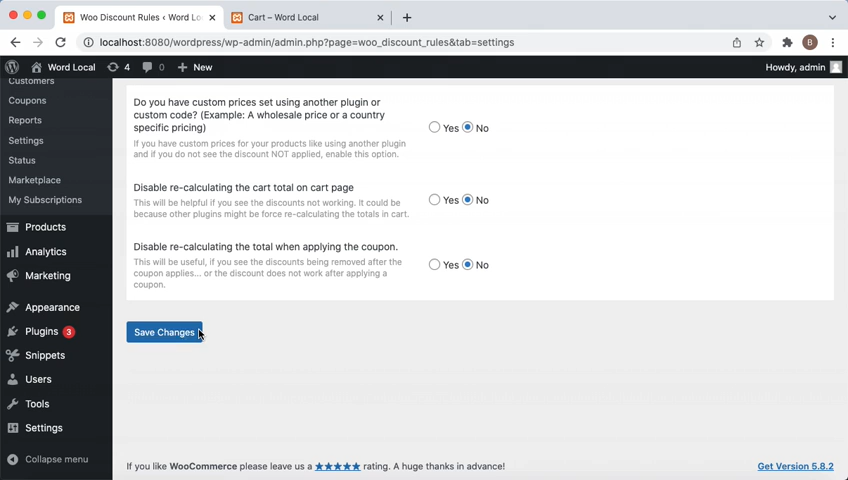 Woo Discount Rules ‹ Word Lo
Cart – Word Local
localhost:8080/wordpress/wp-admin/admin.php?page=woo_discount_rules&tab=settings
B
Word Local
4
0
New
Howdy, admin
Customers
Coupons
Reports
Settings
Status
Marketplace
My Subscriptions
Products
Analytics
Marketing
Appearance
Plugins 3
Snippets
Users
Tools
Settings
Collapse menu
Do you have custom prices set using another plugin or
custom code? (Example: A wholesale price or a country
specific pricing)
If you have custom prices for your products like using another plugin
and if you do not see the discount NOT applied, enable this option.
Yes No
Disable re-calculating the cart total on cart page
This will be helpful if you see the discounts not working. It could be
because other plugins might be force re-calculating the totals in cart.
Yes No
Disable re-calculating the total when applying the coupon.
This will be useful, if you see the discounts being removed after the
coupon applies... or the discount does not work after applying a
coupon.
Yes No
Save Changes
If you like WooCommerce please leave us a ★★★★★ rating. A huge thanks in advance!
Get Version 5.8.2